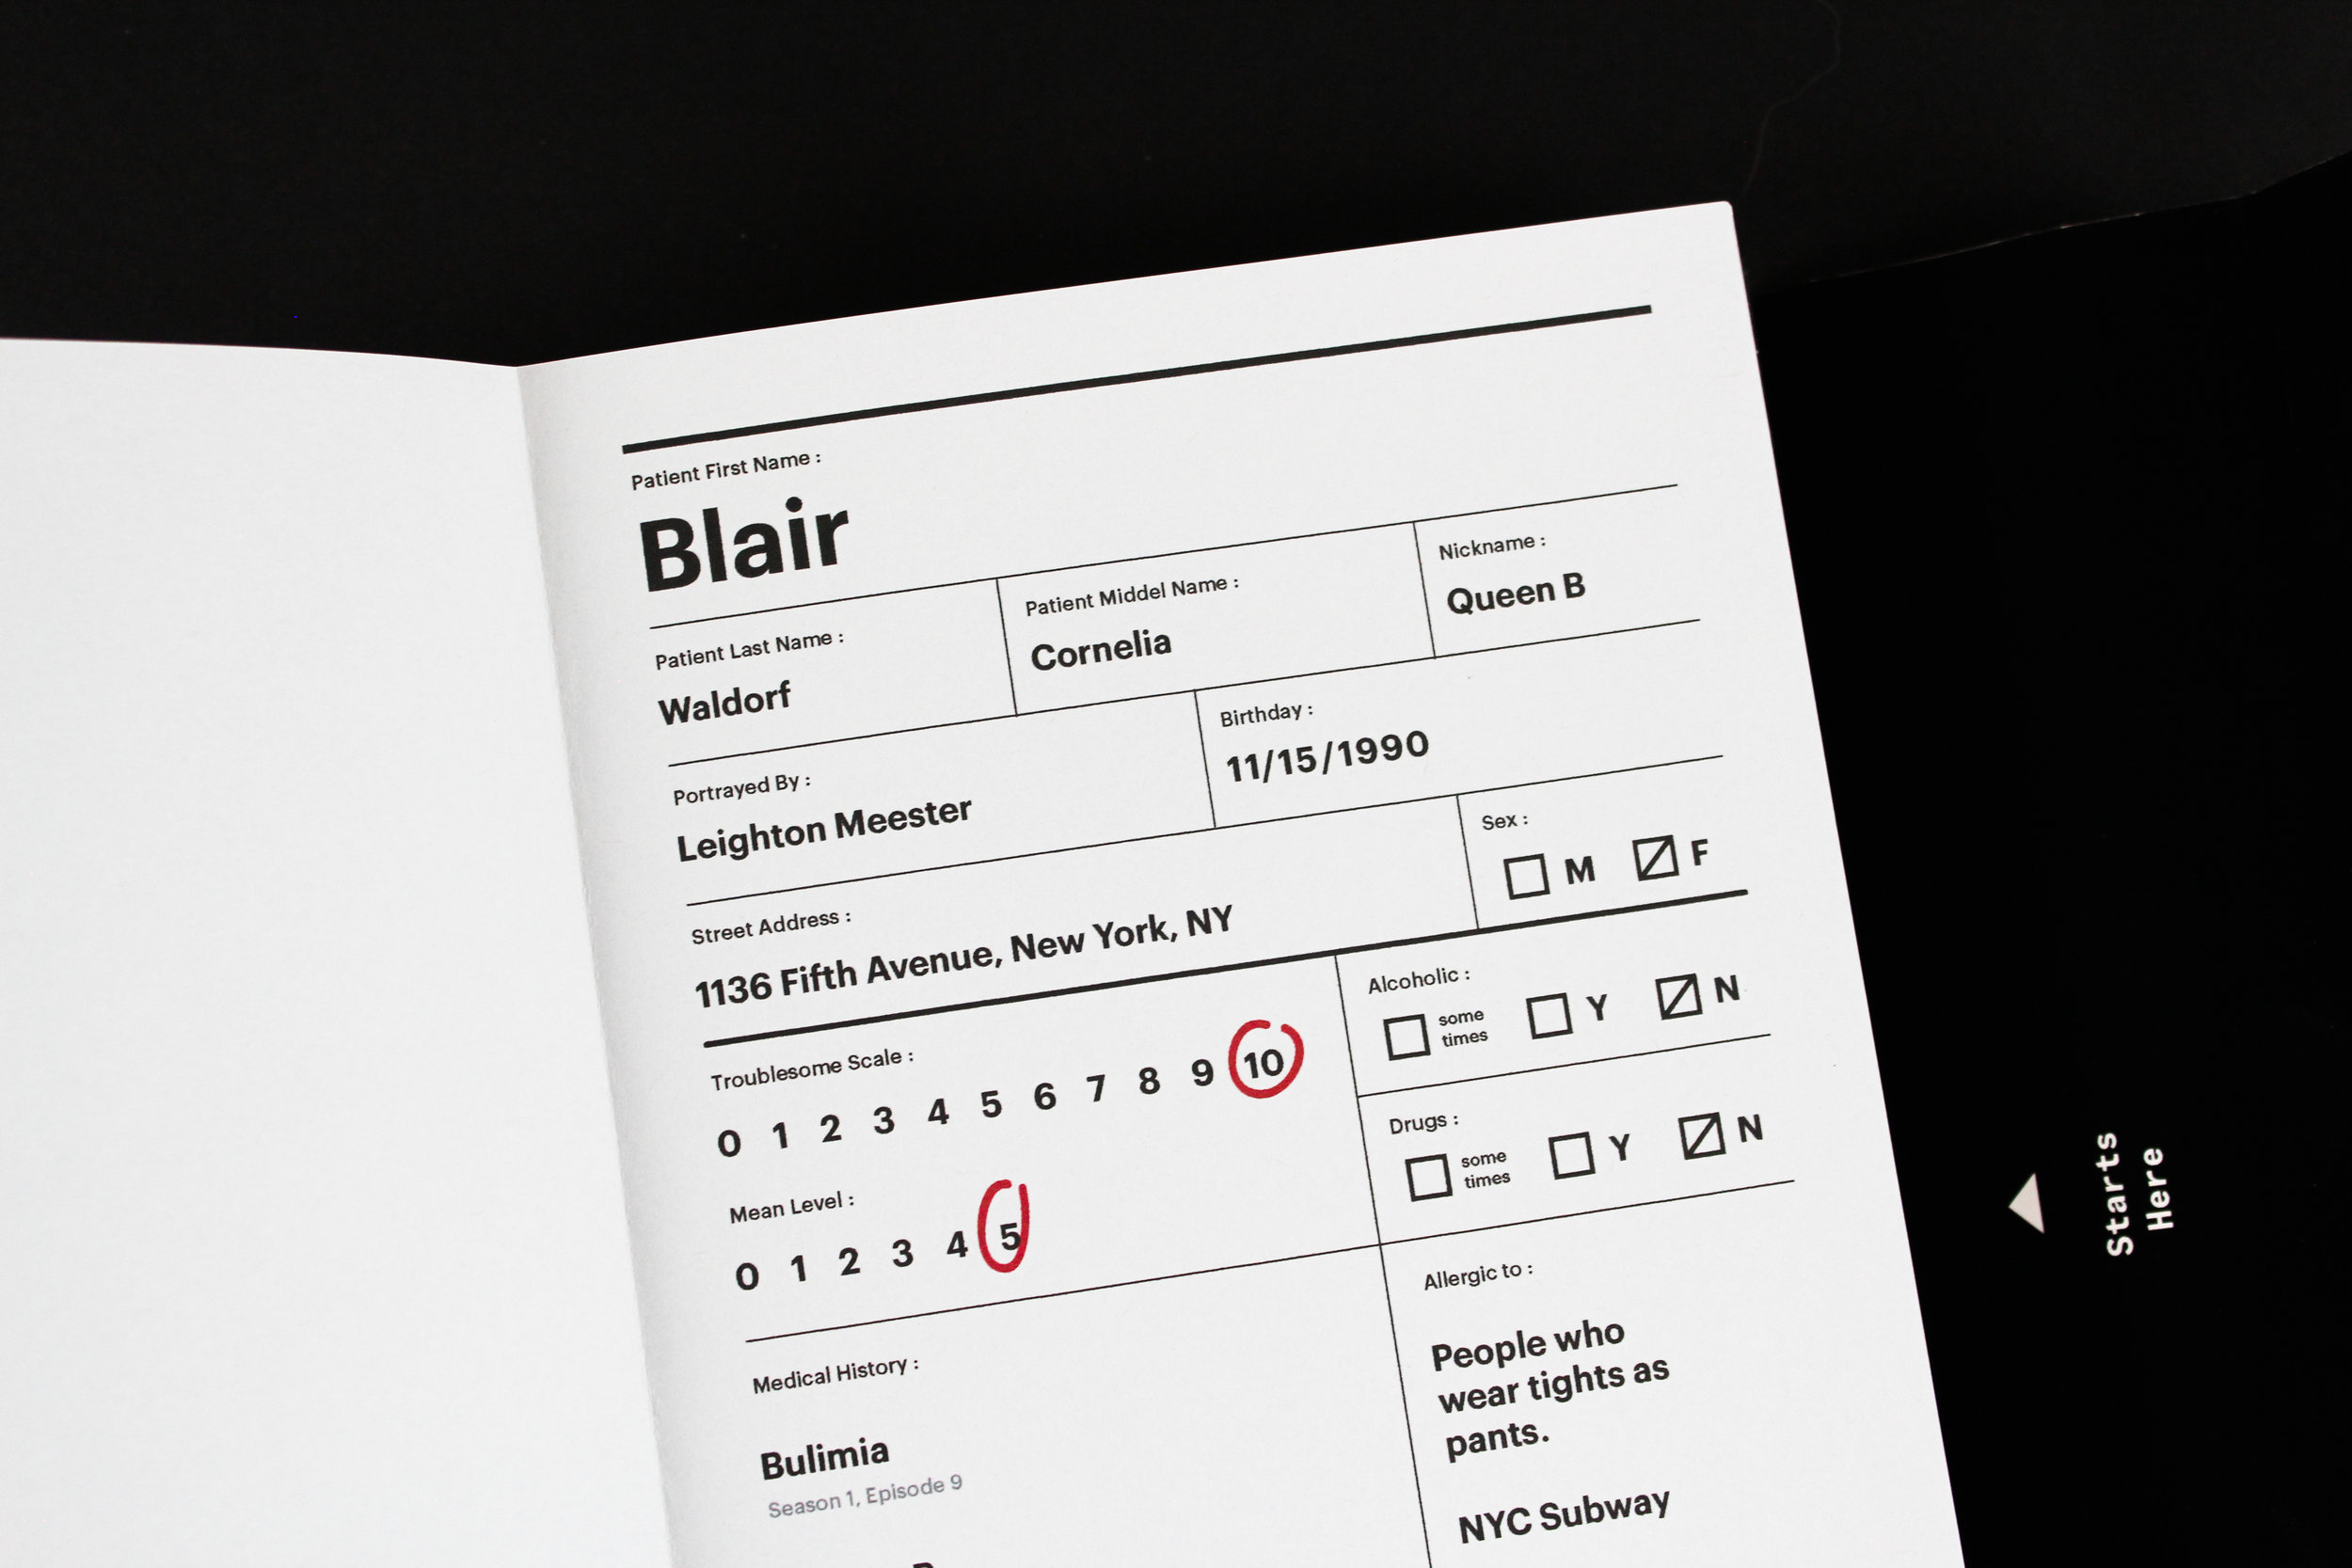 Patient First Name :
Blair
Patient Last Name :
Waldorf
Patient Middel Name :
Cornelia
Nickname :
Queen B
Portrayed By :
Leighton Meester
Birthday :
11/15/1990
Street Address :
1136 Fifth Avenue, New York, NY
Sex :
M F
Troublesome Scale :
0 1 2 3 4 5 6 7 8 9 10
Mean Level :
0 1 2 3 4 5
Alcoholic :
some
times
Y N
Drugs :
some
times
Y N
Medical History :
Bulimia
Season 1, Episode 9
Allergic to :
People who
wear tights as
pants.
NYC Subway
Starts
Here